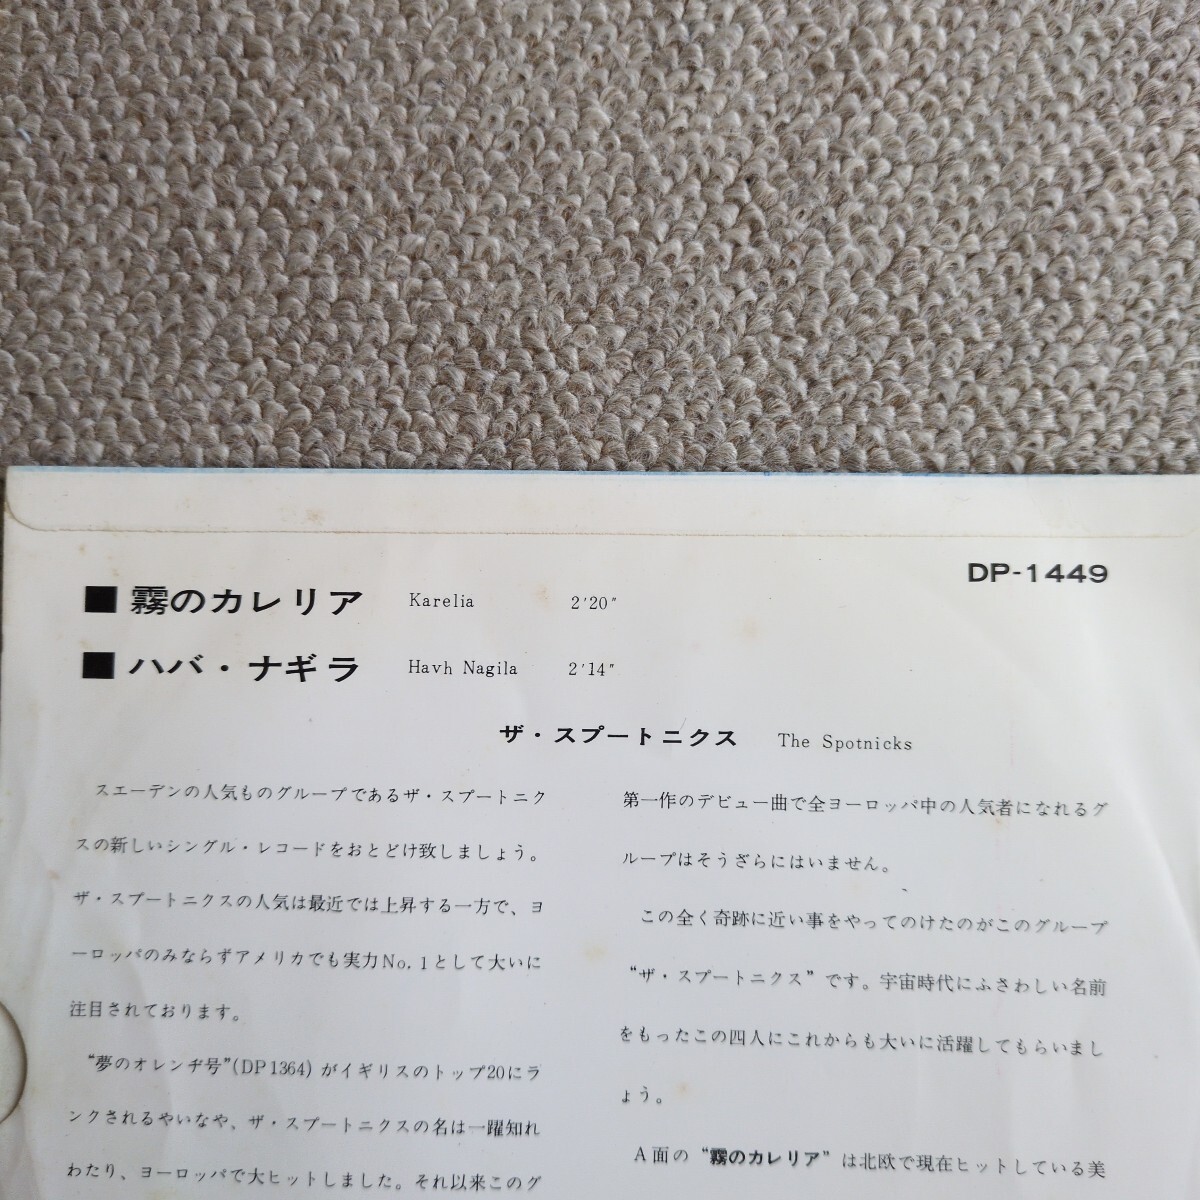 DP-1449
■霧のカレリア Karelia 2′20″
■ハバ・ナギラ Havh Nagila 2′14″
ザ・スプートニクス The Spotnicks
スエーデンの人気ものグループであるザ・スプートニク
スの新しいシングル・レコードをおとどけ致しましょう。
ザ・スプートニクスの人気は最近では上昇する一方で、ヨ
ーロッパのみならずアメリカでも実力No. 1として大いに
注目されております。
“夢のオレンヂ号”(DP1364) がイギリスのトップ20にラ
ンクされるやいなや、ザ・スプートニクスの名は一躍知れ
わたり、ヨーロッパで大ヒットしました。それ以来このグ
第一作のデビュー曲で全ヨーロッパ中の人気者になれるグ
ループはそうざらにはいません。
この全く奇跡に近い事をやってのけたのがこのグループ
“ザ・スプートニクス”です。宇宙時代にふさわしい名前
をもったこの四人にこれからも大いに活躍してもらいまし
ょう。
A面の“霧のカレリア”は北欧で現在ヒットしている美